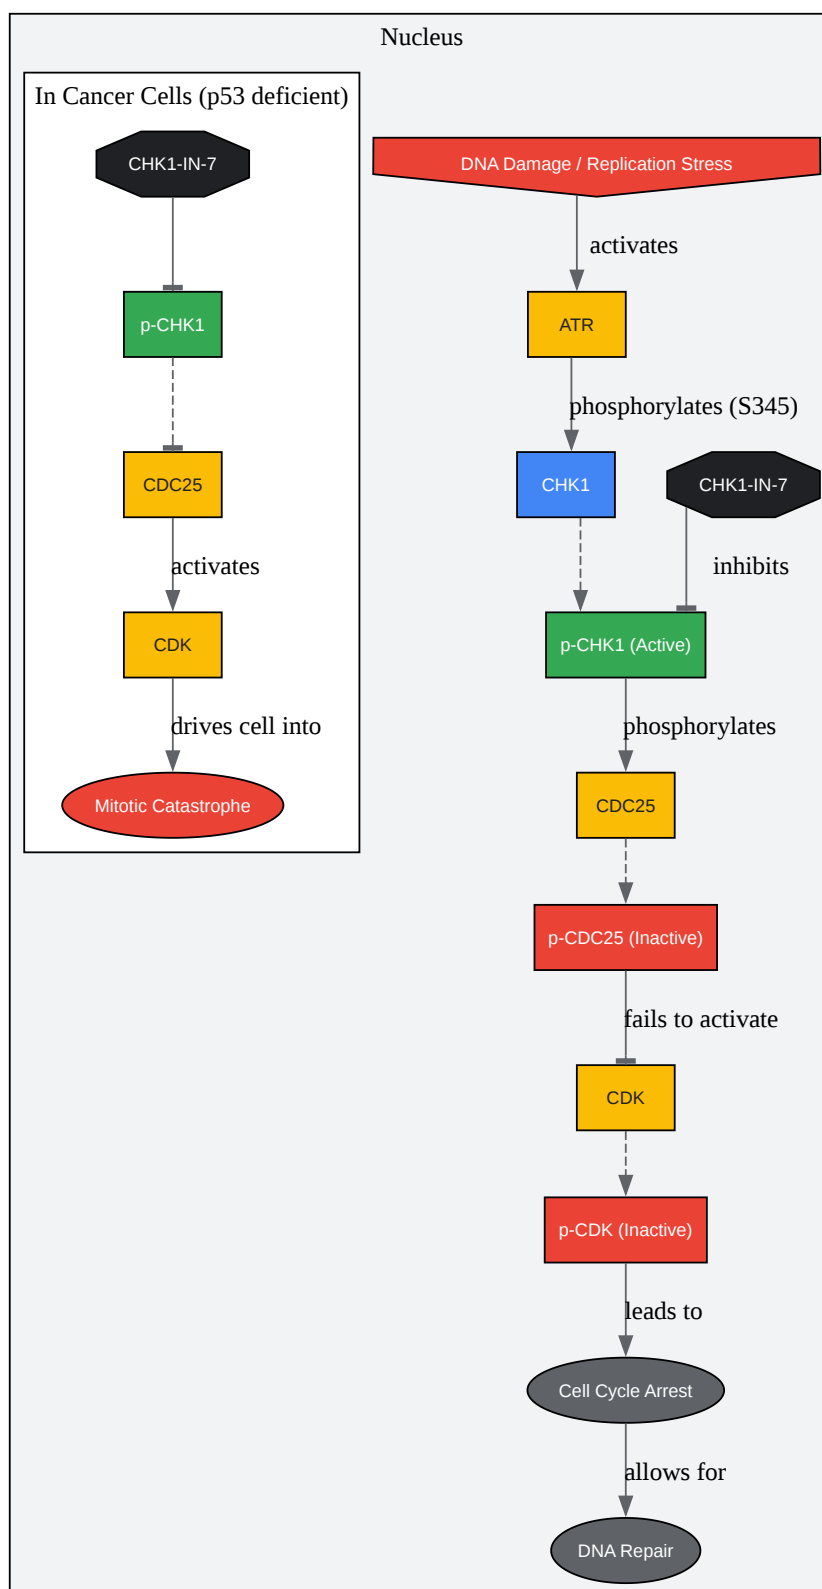 Nucleus
In Cancer Cells (p53 deficient)
CHK1-IN-7
p-CHK1
CDC25
activates
CDK
drives cell into
Mitotic Catastrophe
DNA Damage / Replication Stress
activates
ATR
phosphorylates (S345)
CHK1
CHK1-IN-7
inhibits
p-CHK1 (Active)
phosphorylates
CDC25
p-CDC25 (Inactive)
fails to activate
CDK
p-CDK (Inactive)
leads to
Cell Cycle Arrest
allows for
DNA Repair